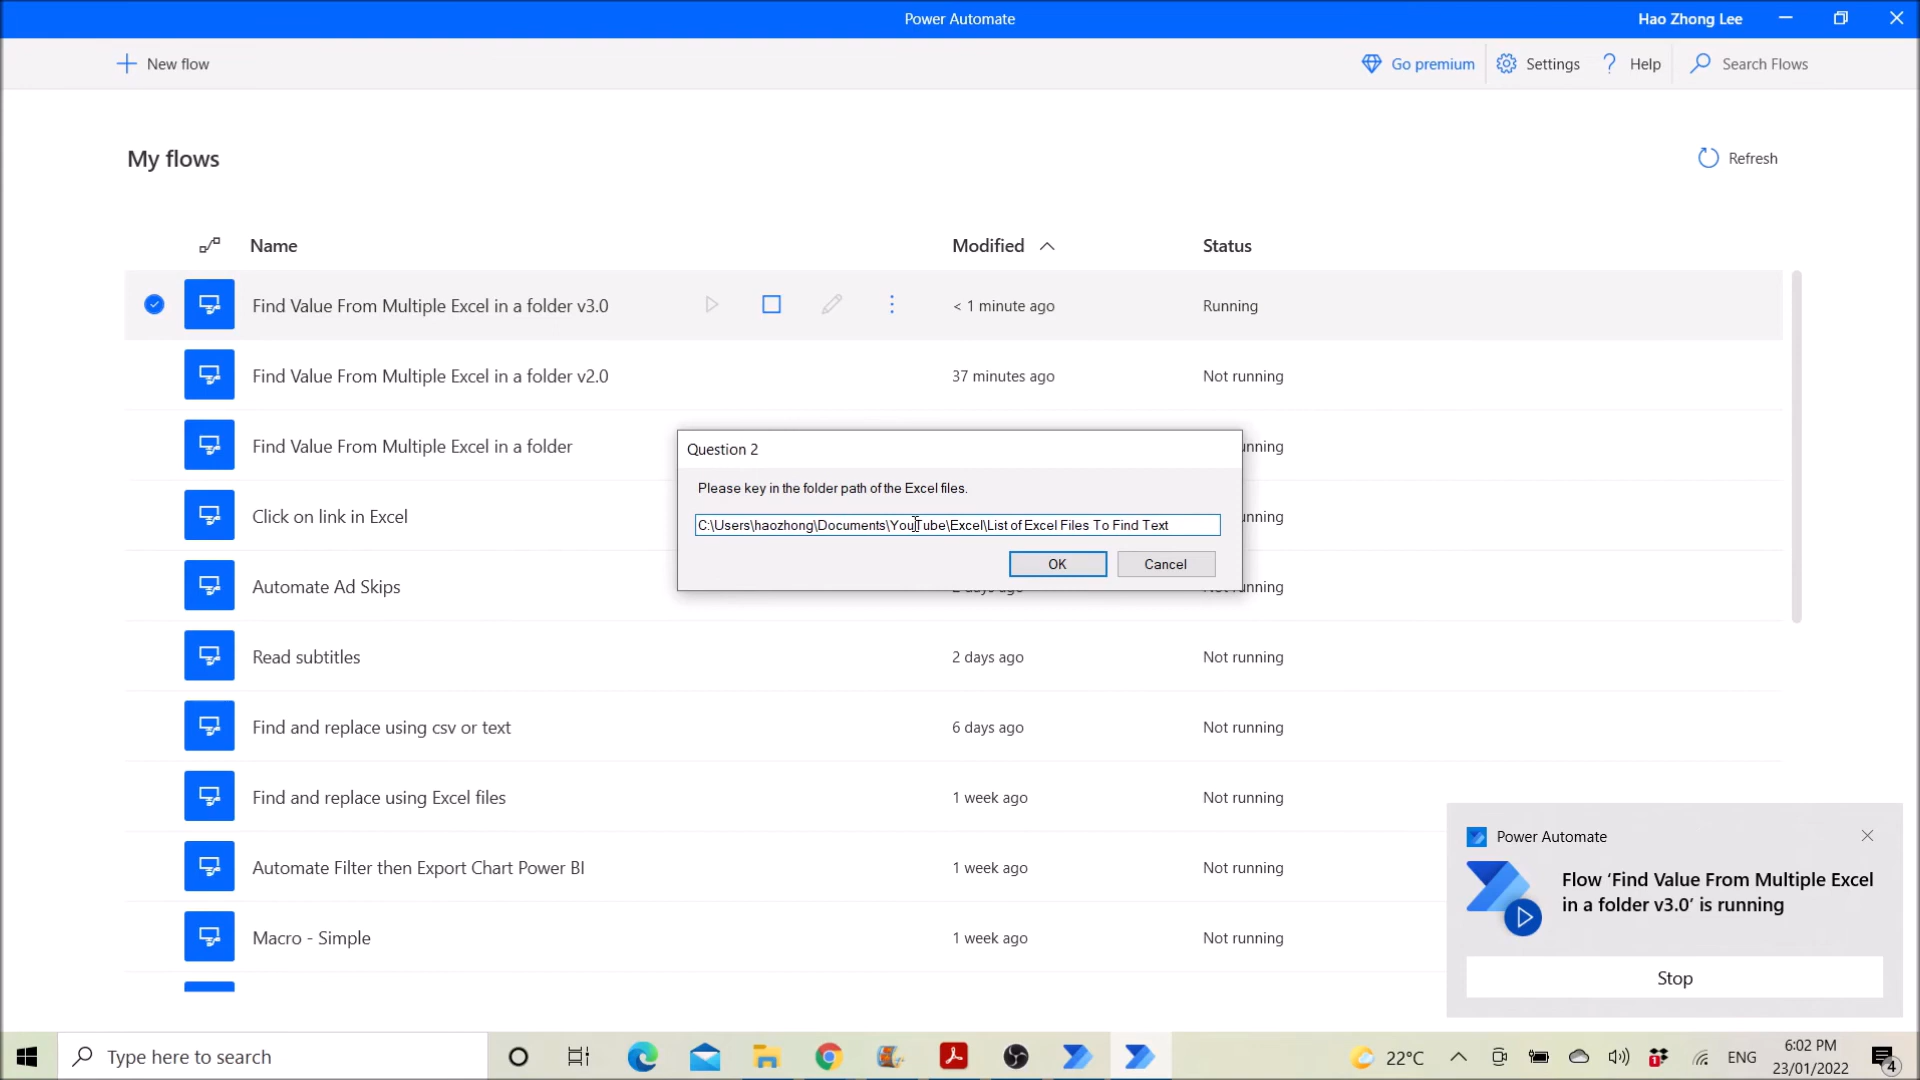 Power Automate
Hao Zhong Lee
New flow
Go premium
Settings
? Help
Search Flows
My flows
Refresh
Name
Modified
Status
Find Value From Multiple Excel in a folder v3.0
< 1 minute ago
Running
Find Value From Multiple Excel in a folder v2.0
37 minutes ago
Not running
Find Value From Multiple Excel in a folder
Question 2
Please key in the folder path of the Excel files.
C:\Users\haozhong\Documents\YouTube\Excel\List of Excel Files To Find Text
OK
Cancel
Click on link in Excel
Automate Ad Skips
2 days ago
Read subtitles
2 days ago
Not running
Find and replace using csv or text
6 days ago
Not running
Find and replace using Excel files
1 week ago
Not running
Automate Filter then Export Chart Power BI
1 week ago
Not running
Macro - Simple
1 week ago
Not running
Power Automate
Flow ‘Find Value From Multiple Excel
in a folder v3.0’ is running
Stop
Type here to search
1
22°C
ENG
6:02 PM
23/01/2022
4